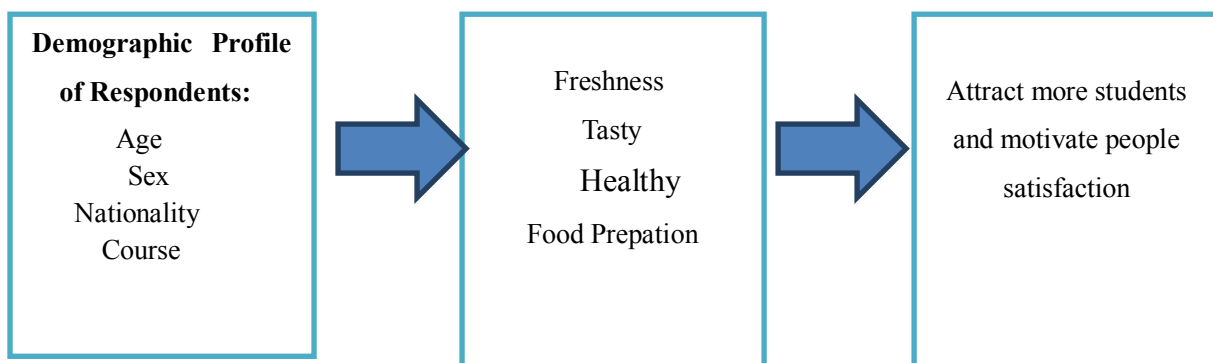 Demographic Profile
of Respondents:
Age
Sex
Nationality
Course
Freshness
Tasty
Healthy
Food Prepation
Attract more students
and motivate people
satisfaction